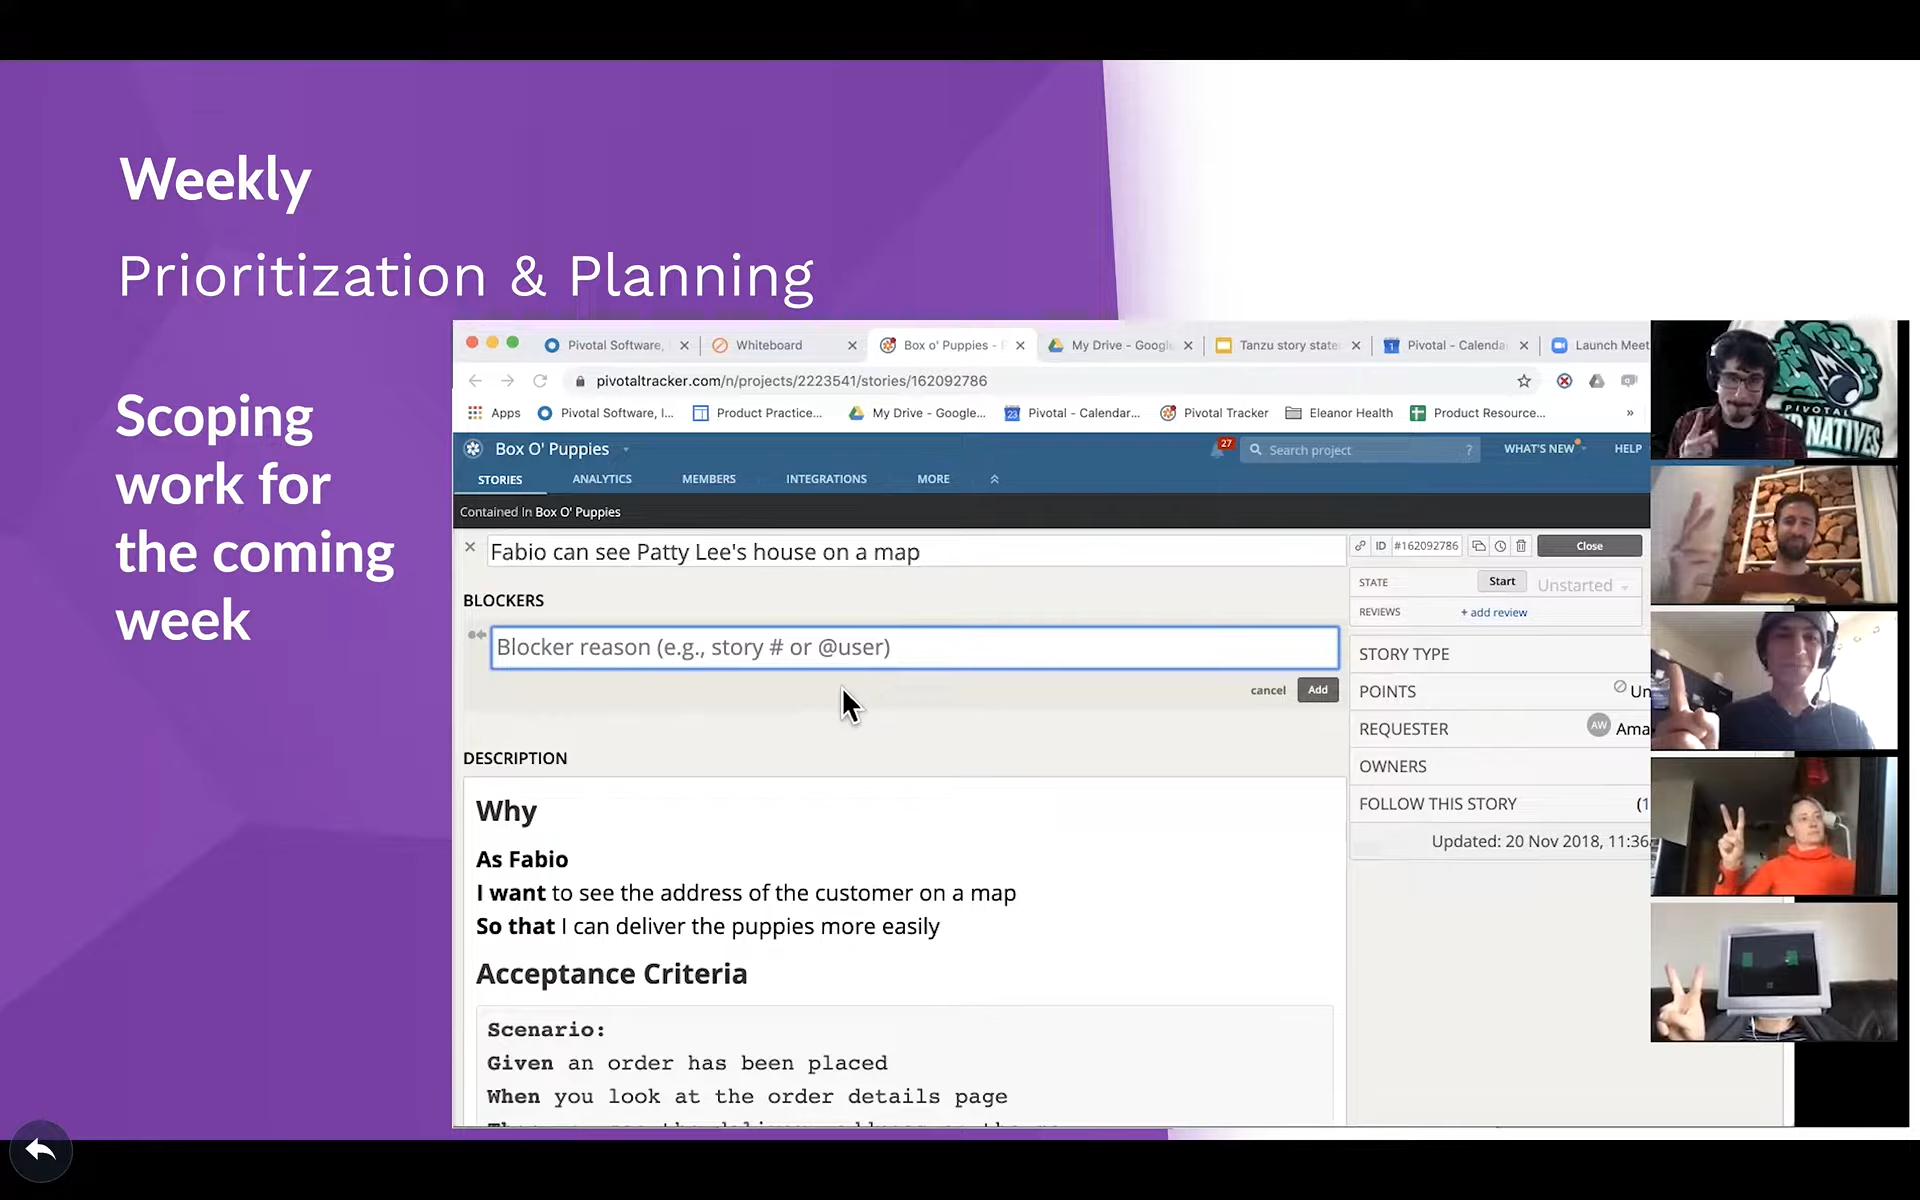 Weekly
Prioritization & Planning
Scoping
work for
the coming
week
Pivotal Software,
Whiteboard
Box o' Puppies -
My Drive - Googl
Tanzu story state
Pivotal - Calenda
Launch Meet
pivotaltracker.com/n/projects/2223541/stories/162092786
Apps
Pivotal Software, I...
Product Practice...
My Drive - Google...
23
Pivotal - Calendar...
Pivotal Tracker
Eleanor Health
Product Resource...
»
Box O' Puppies
27
Search project
?
WHAT'S NEW
HELP
STORIES
ANALYTICS
MEMBERS
INTEGRATIONS
MORE
Contained In Box O' Puppies
Fabio can see Patty Lee's house on a map
ID
#162092786
Close
STATE
Start
Unstarted
REVIEWS
+ add review
BLOCKERS
Blocker reason (e.g., story # or @user)
cancel
Add
STORY TYPE
POINTS
Un
REQUESTER
AW
Ama
OWNERS
FOLLOW THIS STORY
(1
Updated: 20 Nov 2018, 11:36
DESCRIPTION
Why
As Fabio
I want to see the address of the customer on a map
So that I can deliver the puppies more easily
Acceptance Criteria
Scenario:
Given an order has been placed
When you look at the order details page
PIVOTAL
NATIVES